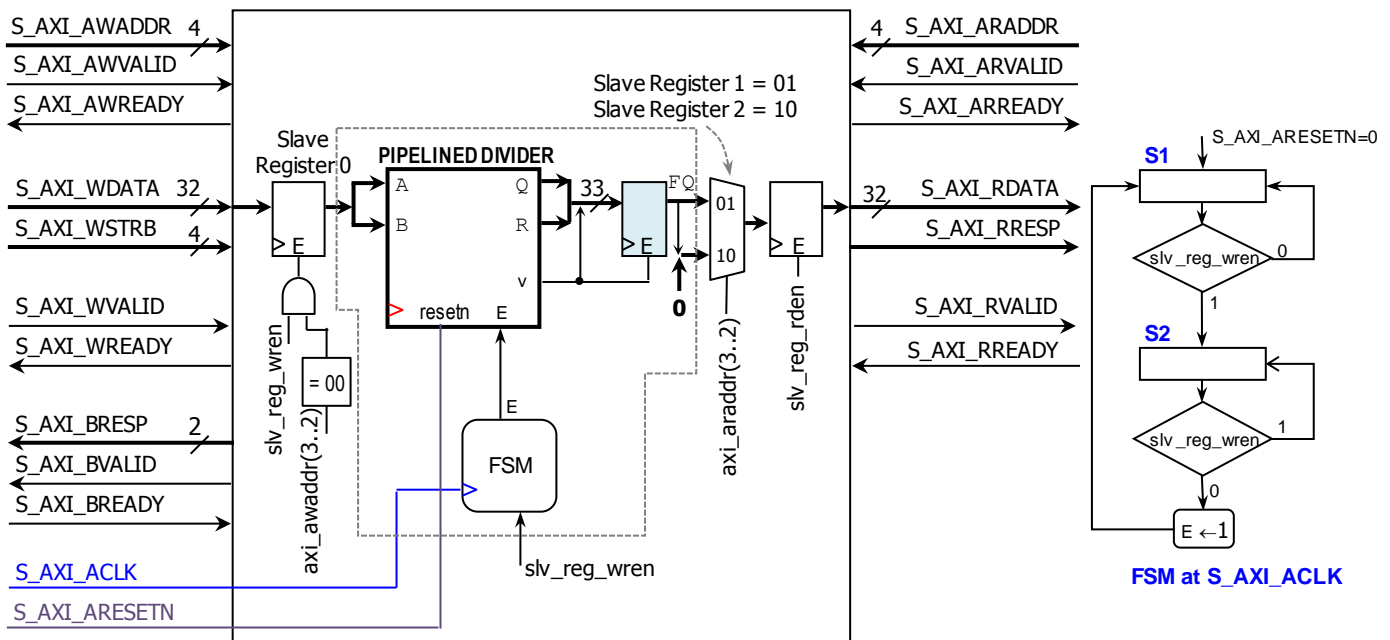 S_AXI_AWADDR 4
S_AXI_AWVALID
S_AXI_AWREADY
S_AXI_WDATA 32
S_AXI_WSTRB 4
S_AXI_WVALID
S_AXI_WREADY
S_AXI_BRESP 2
S_AXI_BVALID
S_AXI_BREADY
S_AXI_ACLK
S_AXI_ARESETN
Slave
Register 0
E
slv_reg_wren
= 00
axi_awaddr(3..2)
PIPELINED DIVIDER
A
B
Q
R
v
resetn E
E
FSM
slv_reg_wren
33
FQ
E
0
Slave Register 1 = 01
Slave Register 2 = 10
01
10
axi_araddr(3..2)
E
slv_reg_rden
4 S_AXI_ARADDR
S_AXI_ARVALID
S_AXI_ARREADY
32 S_AXI_RDATA
S_AXI_RRESP
S_AXI_RVALID
S_AXI_RREADY
S_AXI_ARESETN=0
S1
slv_reg_wren 0
1
S2
slv_reg_wren 1
0
E ←1
FSM at S_AXI_ACLK